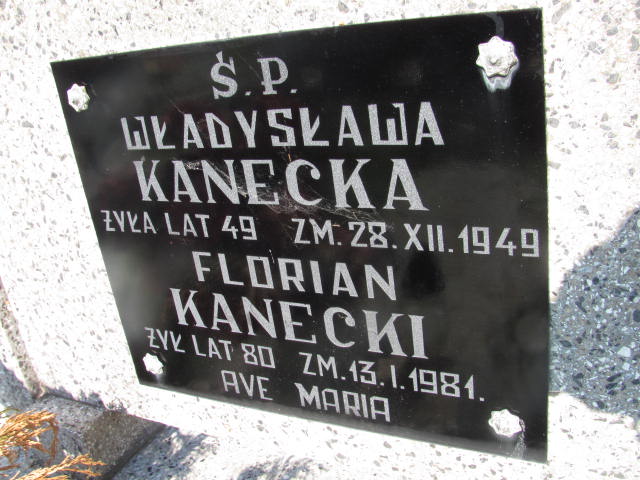 Ś.P.
WŁADYSŁAWA
KANECKA
ŻYŁA LAT 49 ZM. 28. XII. 1949
FLORIAN
KANECKI
ŻYŁ LAT 80 ZM. 13. I. 1981.
AVE MARIA